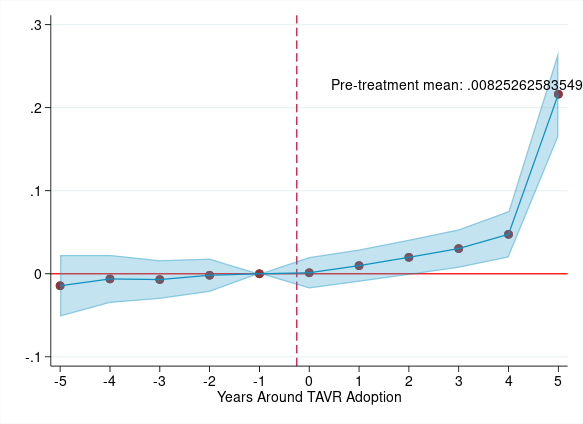 .3
Pre-treatment mean: .00825262583549
.2
.1
0
-.1
-5 -4 -3 -2 -1 0 1 2 3 4 5
Years Around TAVR Adoption